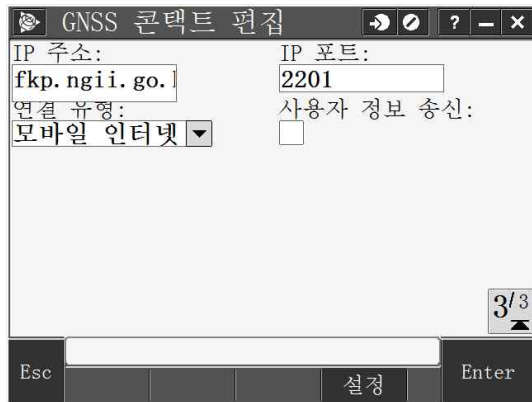 GNSS 콘택트 편집 ? – ×
IP 주소: IP 포트:
fkp.ngii.go. 2201
연결 유형: 사용자 정보 송신:
모바일 인터넷
3/3
Esc 설정 Enter